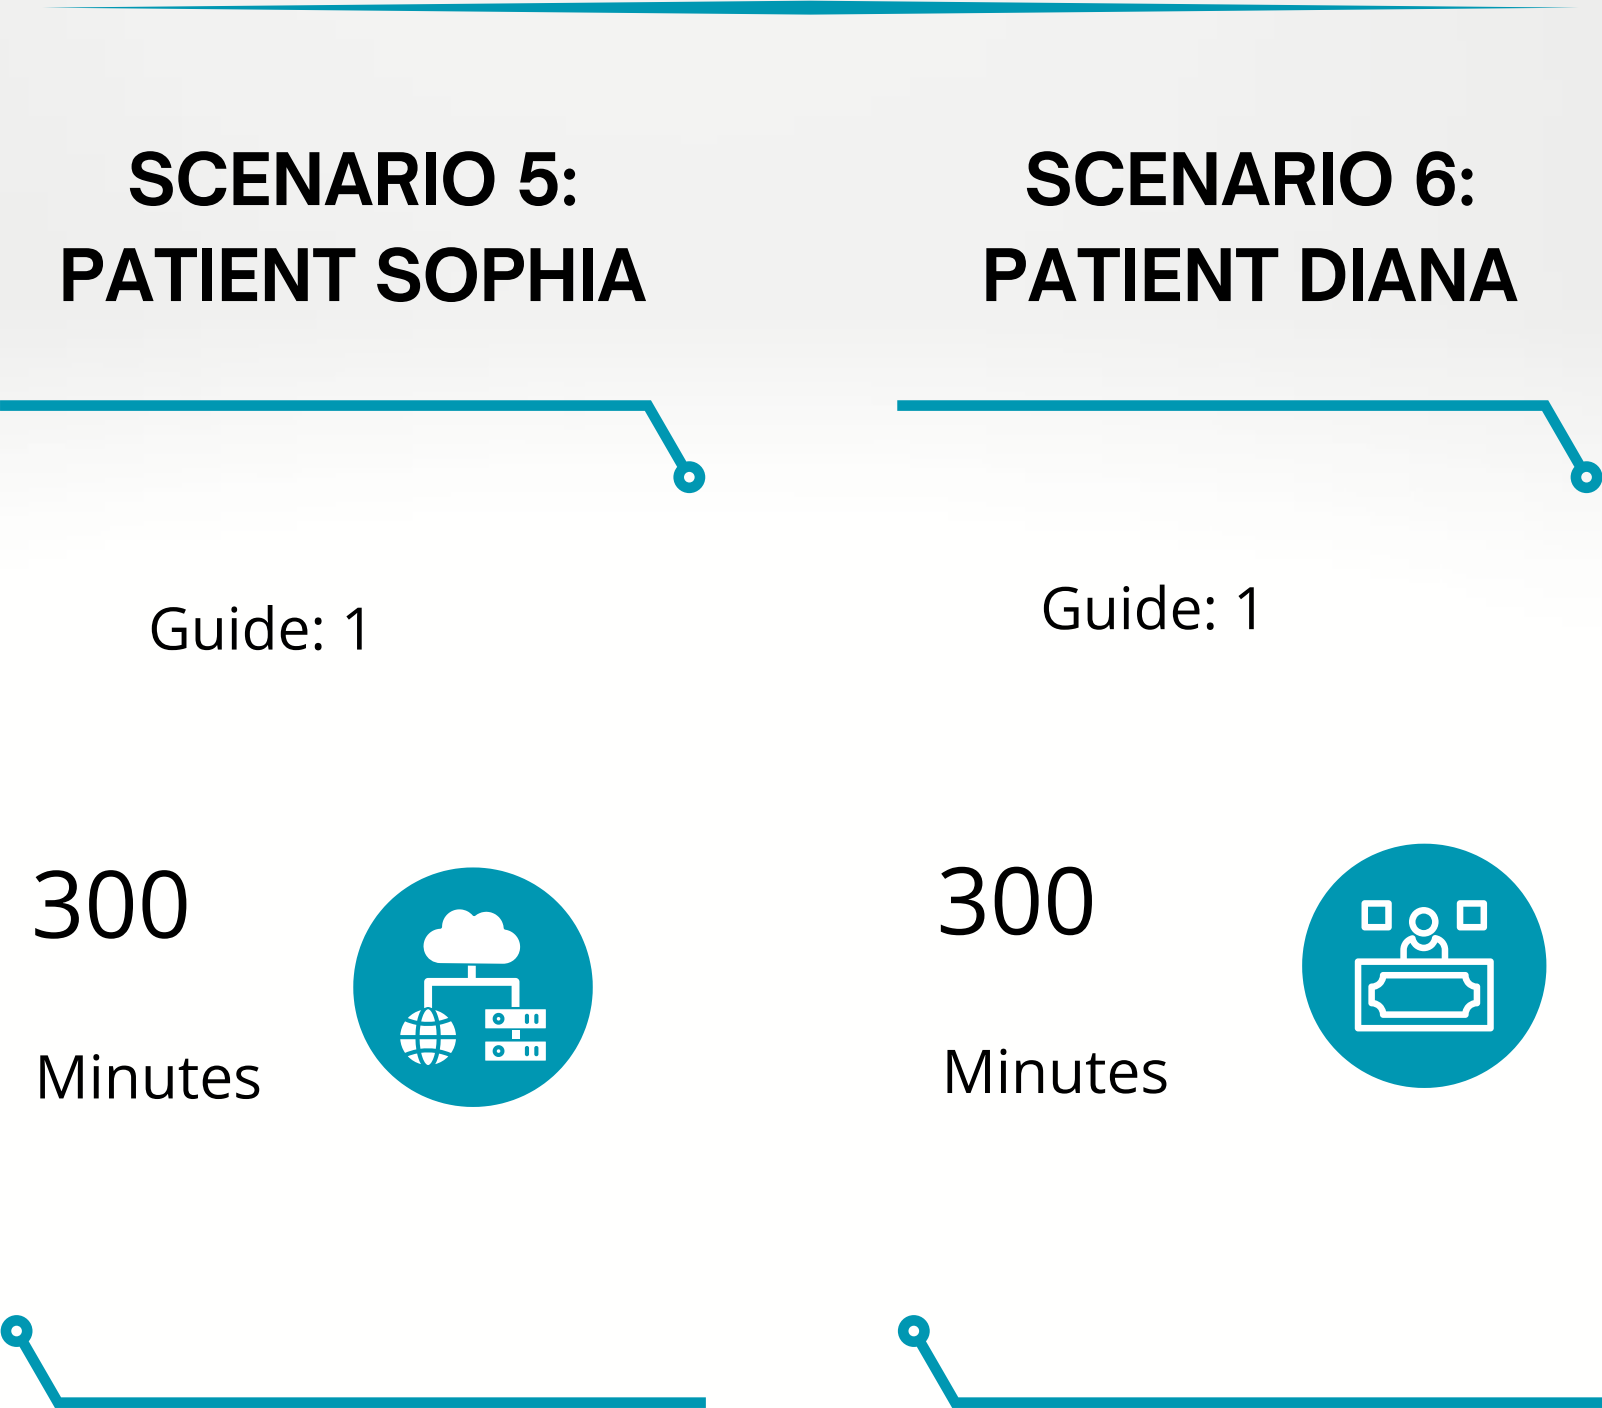 SCENARIO 5:
PATIENT SOPHIA
Guide: 1
300
Minutes
SCENARIO 6:
PATIENT DIANA
Guide: 1
300
Minutes